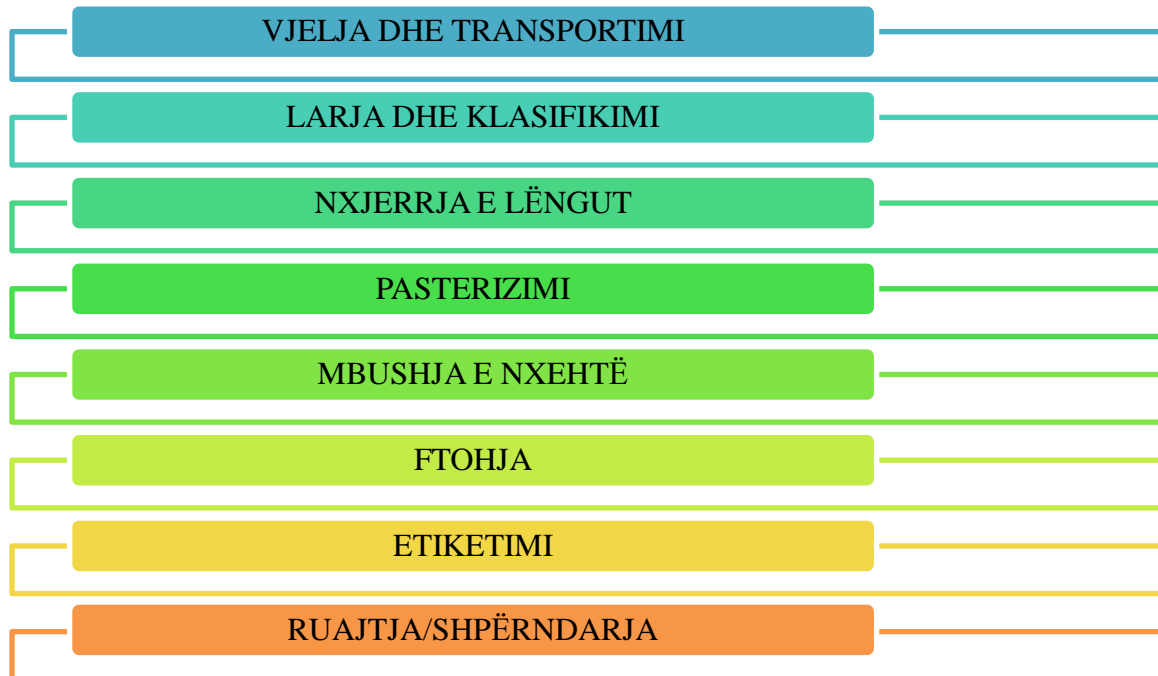 VJELJA DHE TRANSPORTIMI
LARJA DHE KLASIFIKIMI
NXJERRJA E LËNGUT
PASTERIZIMI
MBUSHJA E NXEHTË
FTOHJA
ETIKETIMI
RUAJTJA/SHPËRNDARJA